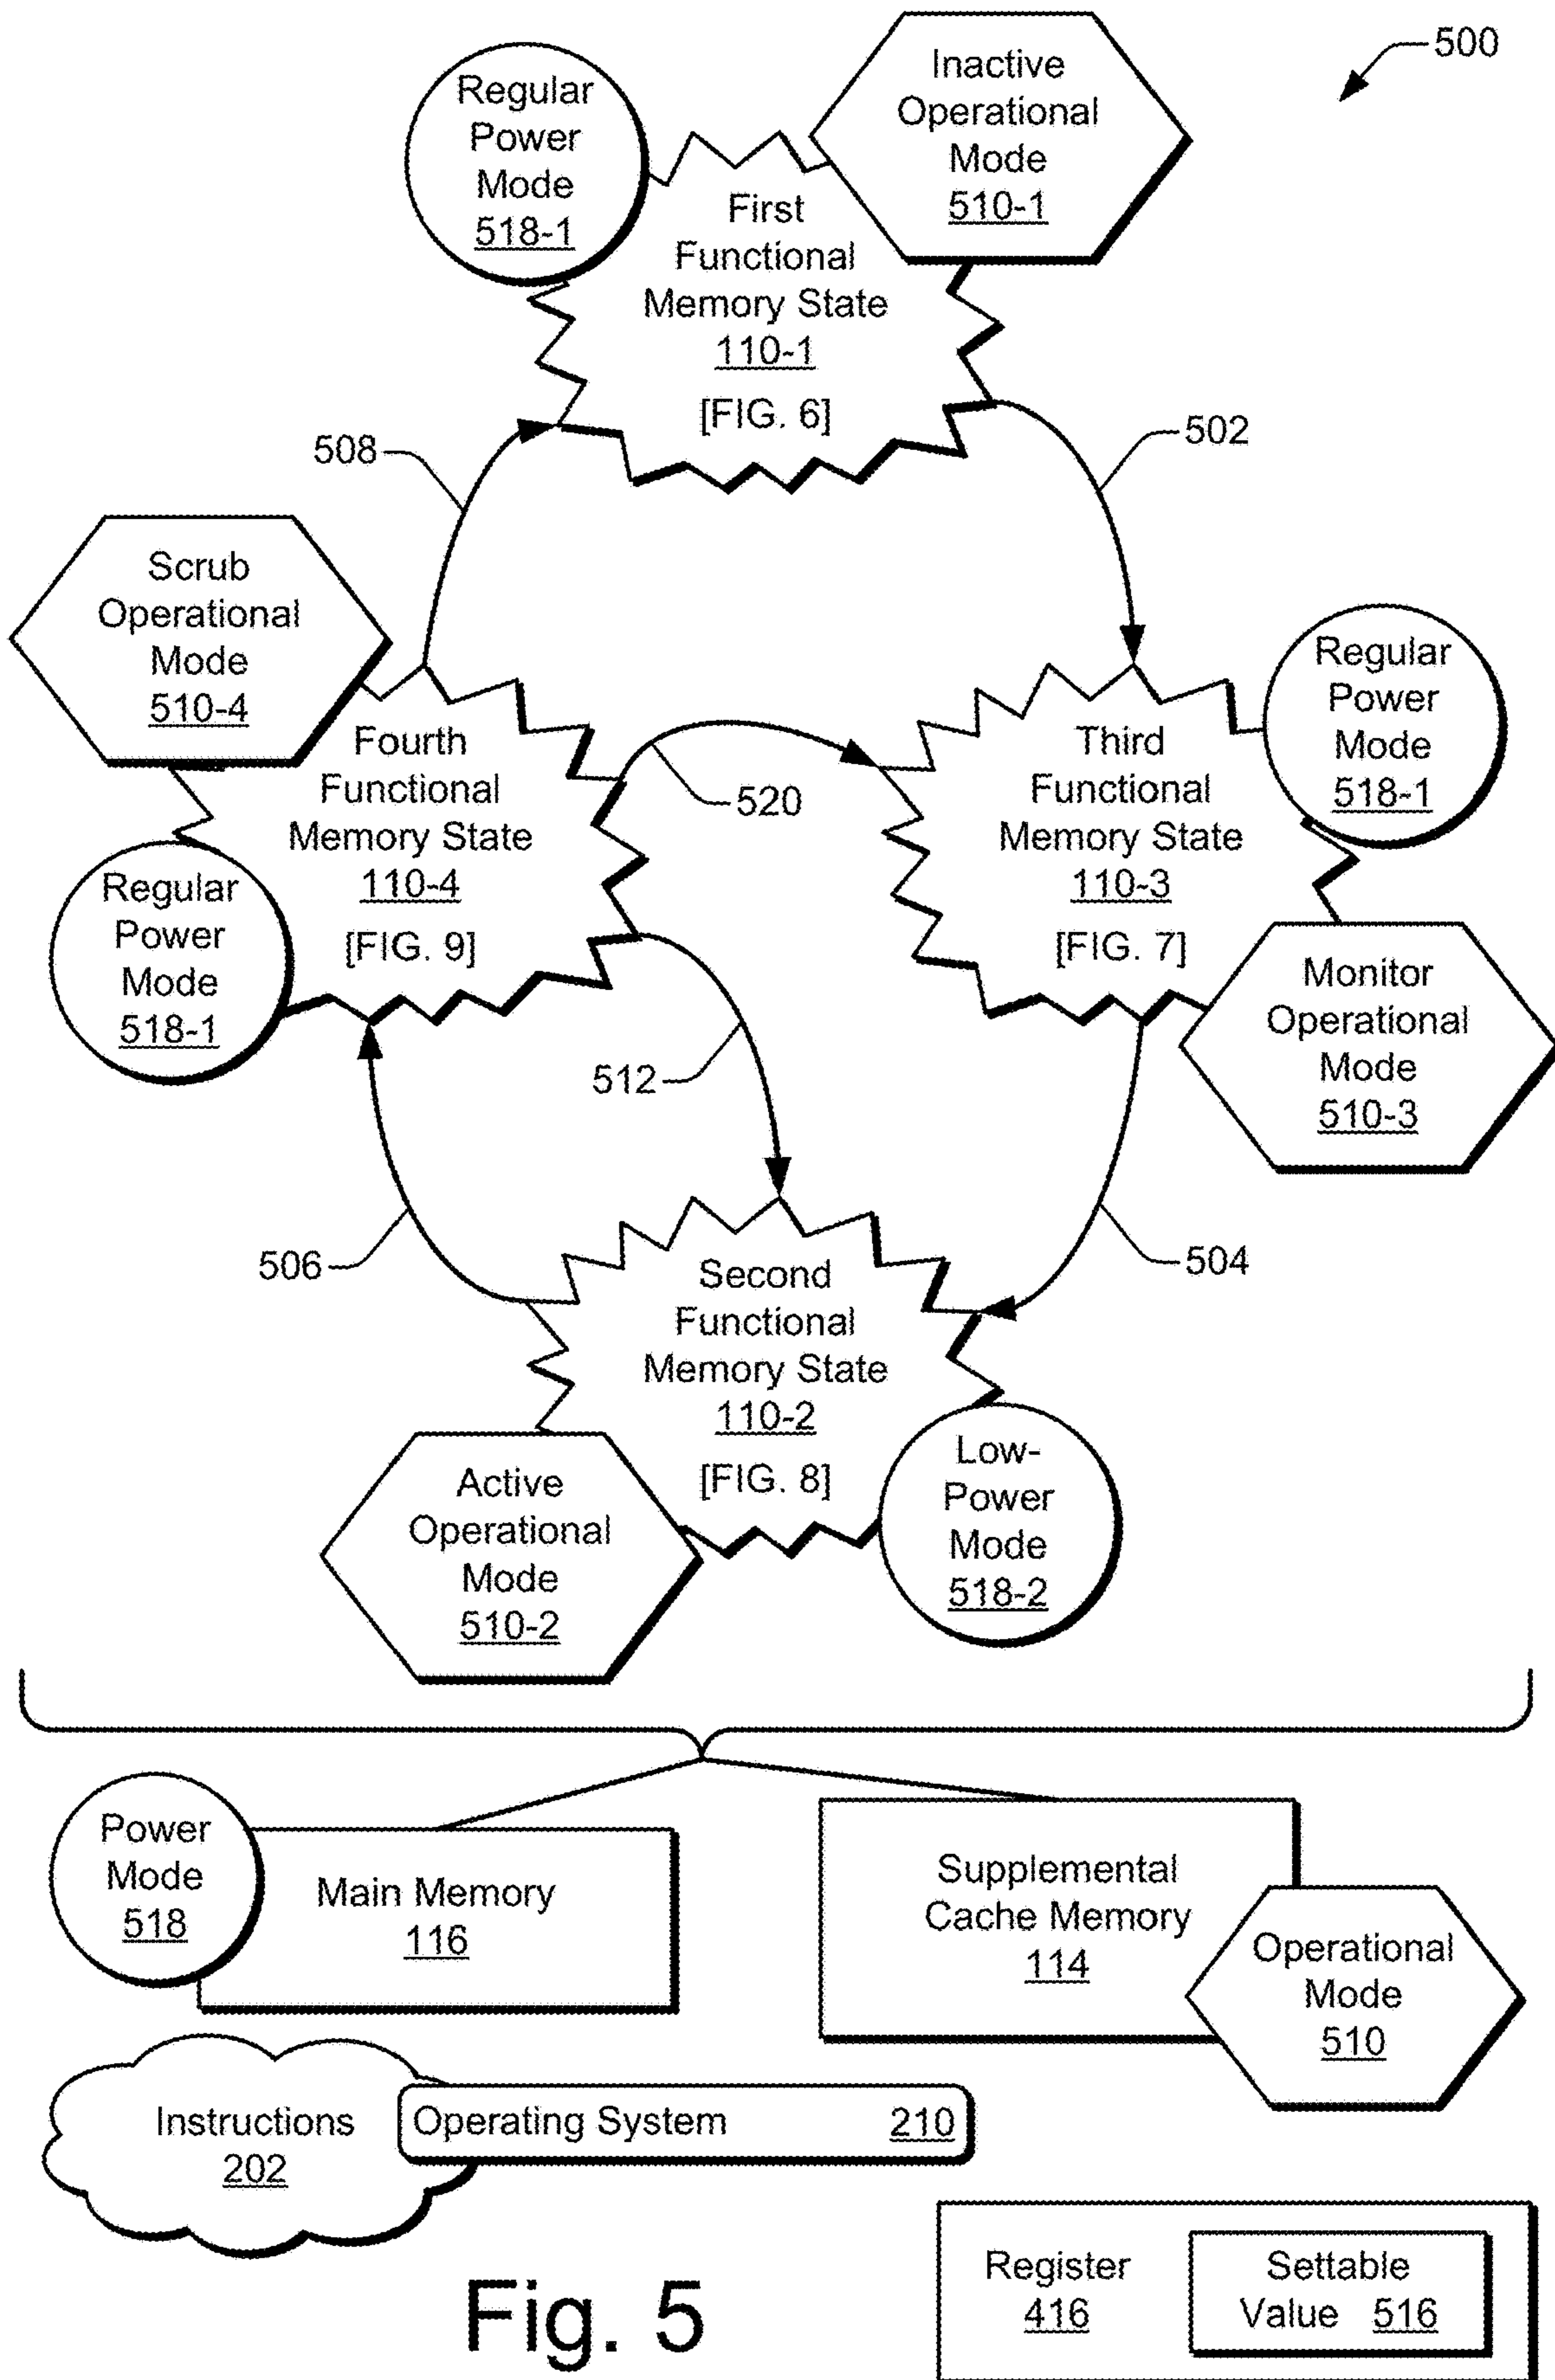 500
Regular
Power
Mode
518-1
Inactive
Operational
Mode
510-1
First
Functional
Memory State
110-1
[FIG. 6]
508
502
Scrub
Operational
Mode
510-4
Fourth
Functional
Memory State
110-4
[FIG. 9]
Regular
Power
Mode
518-1
520
Third
Functional
Memory State
110-3
[FIG. 7]
Regular
Power
Mode
518-1
Monitor
Operational
Mode
510-3
512
506
504
Second
Functional
Memory State
110-2
[FIG. 8]
Active
Operational
Mode
510-2
Low-
Power
Mode
518-2
Power
Mode
518
Main Memory
116
Supplemental
Cache Memory
114
Operational
Mode
510
Instructions
202
Operating System 210
Register
416
Settable
Value 516
Fig. 5